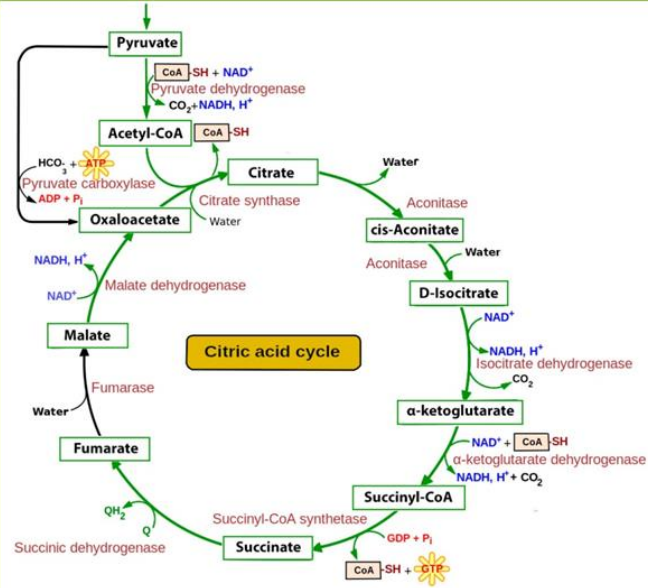 Pyruvate
CoA -SH + NAD⁺
Pyruvate dehydrogenase
CO₂+NADH, H⁺
Acetyl-CoA
CoA -SH
HCO₃⁻ + ATP
Pyruvate carboxylase
ADP + Pᵢ
Oxaloacetate
Citrate
Citrate synthase
Water
Water
Aconitase
cis-Aconitate
Water
Aconitase
D-Isocitrate
NAD⁺
NADH, H⁺
Isocitrate dehydrogenase
CO₂
α-ketoglutarate
NAD⁺ + CoA -SH
α-ketoglutarate dehydrogenase
NADH, H⁺ + CO₂
Succinyl-CoA
Succinyl-CoA synthetase
GDP + Pᵢ
CoA -SH + GTP
Succinate
QH₂
Q
Succinic dehydrogenase
Fumarate
Water
Fumarase
Malate
NADH, H⁺
NAD⁺
Malate dehydrogenase
Citric acid cycle